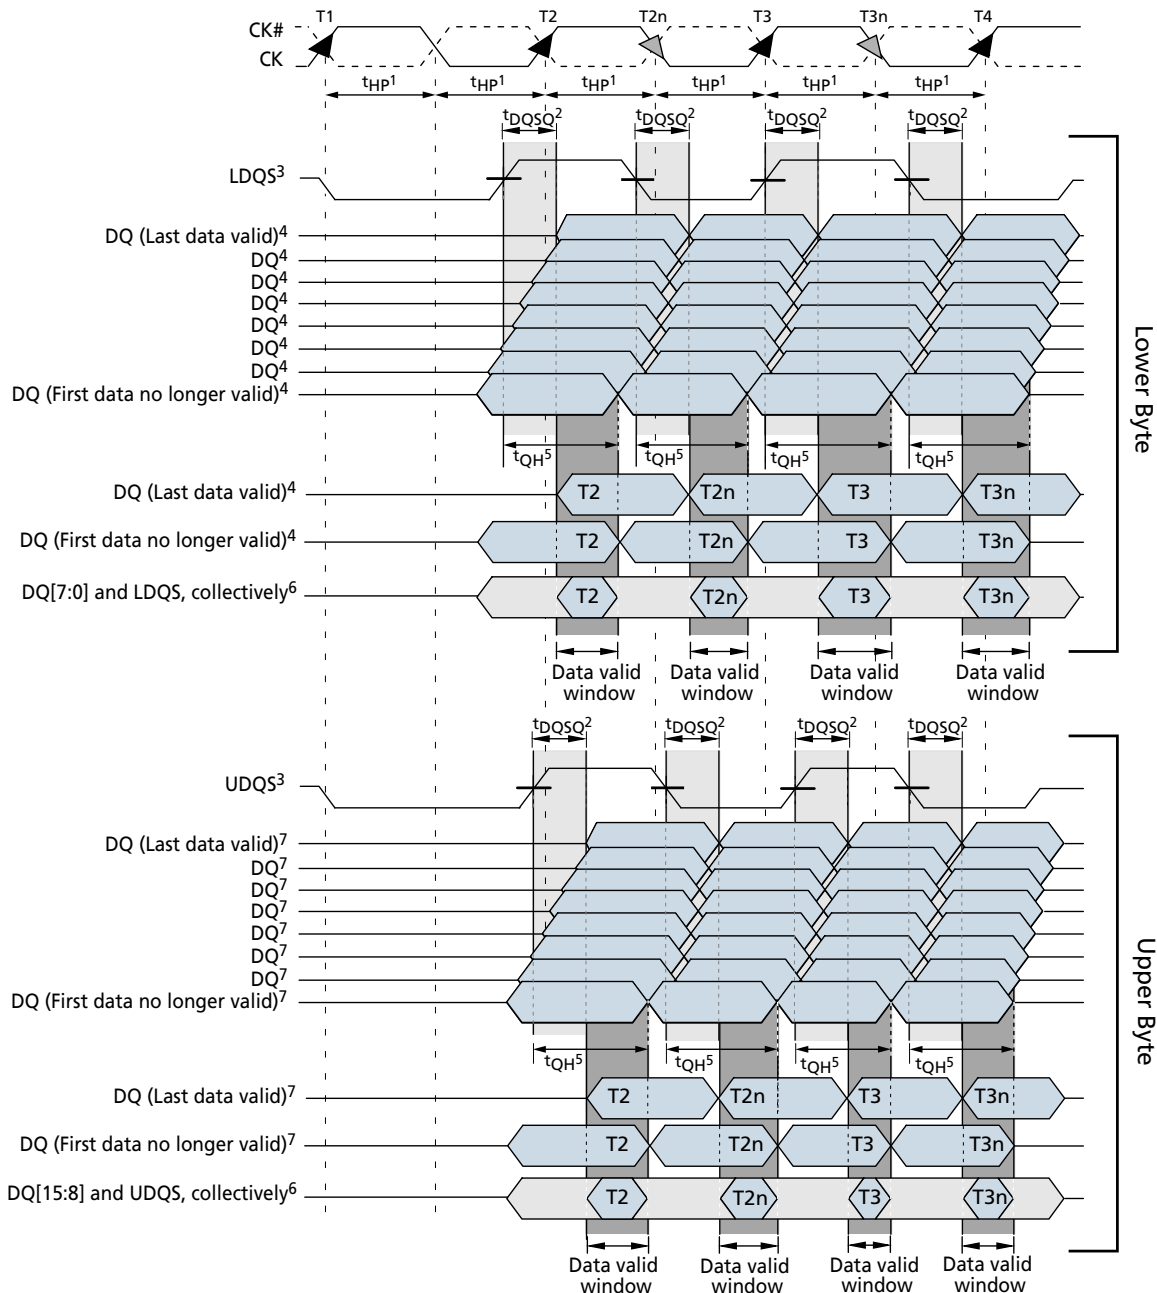 T1 T2 T2n T3 T3n T4
CK#
CK
tHP1 tHP1 tHP1 tHP1 tHP1 tHP1
tDQSQ2 tDQSQ2 tDQSQ2 tDQSQ2
LDQS3
DQ (Last data valid)4
DQ4
DQ4
DQ4
DQ4
DQ4
DQ4
DQ (First data no longer valid)4
Lower Byte
tQH5 tQH5 tQH5 tQH5
DQ (Last data valid)4 T2 T2n T3 T3n
DQ (First data no longer valid)4 T2 T2n T3 T3n
DQ[7:0] and LDQS, collectively6 T2 T2n T3 T3n
Data valid window Data valid window Data valid window Data valid window
tDQSQ2 tDQSQ2 tDQSQ2 tDQSQ2
UDQS3
DQ (Last data valid)7
DQ7
DQ7
DQ7
DQ7
DQ7
DQ7
DQ (First data no longer valid)7
Upper Byte
tQH5 tQH5 tQH5 tQH5
DQ (Last data valid)7 T2 T2n T3 T3n
DQ (First data no longer valid)7 T2 T2n T3 T3n
DQ[15:8] and UDQS, collectively6 T2 T2n T3 T3n
Data valid window Data valid window Data valid window Data valid window